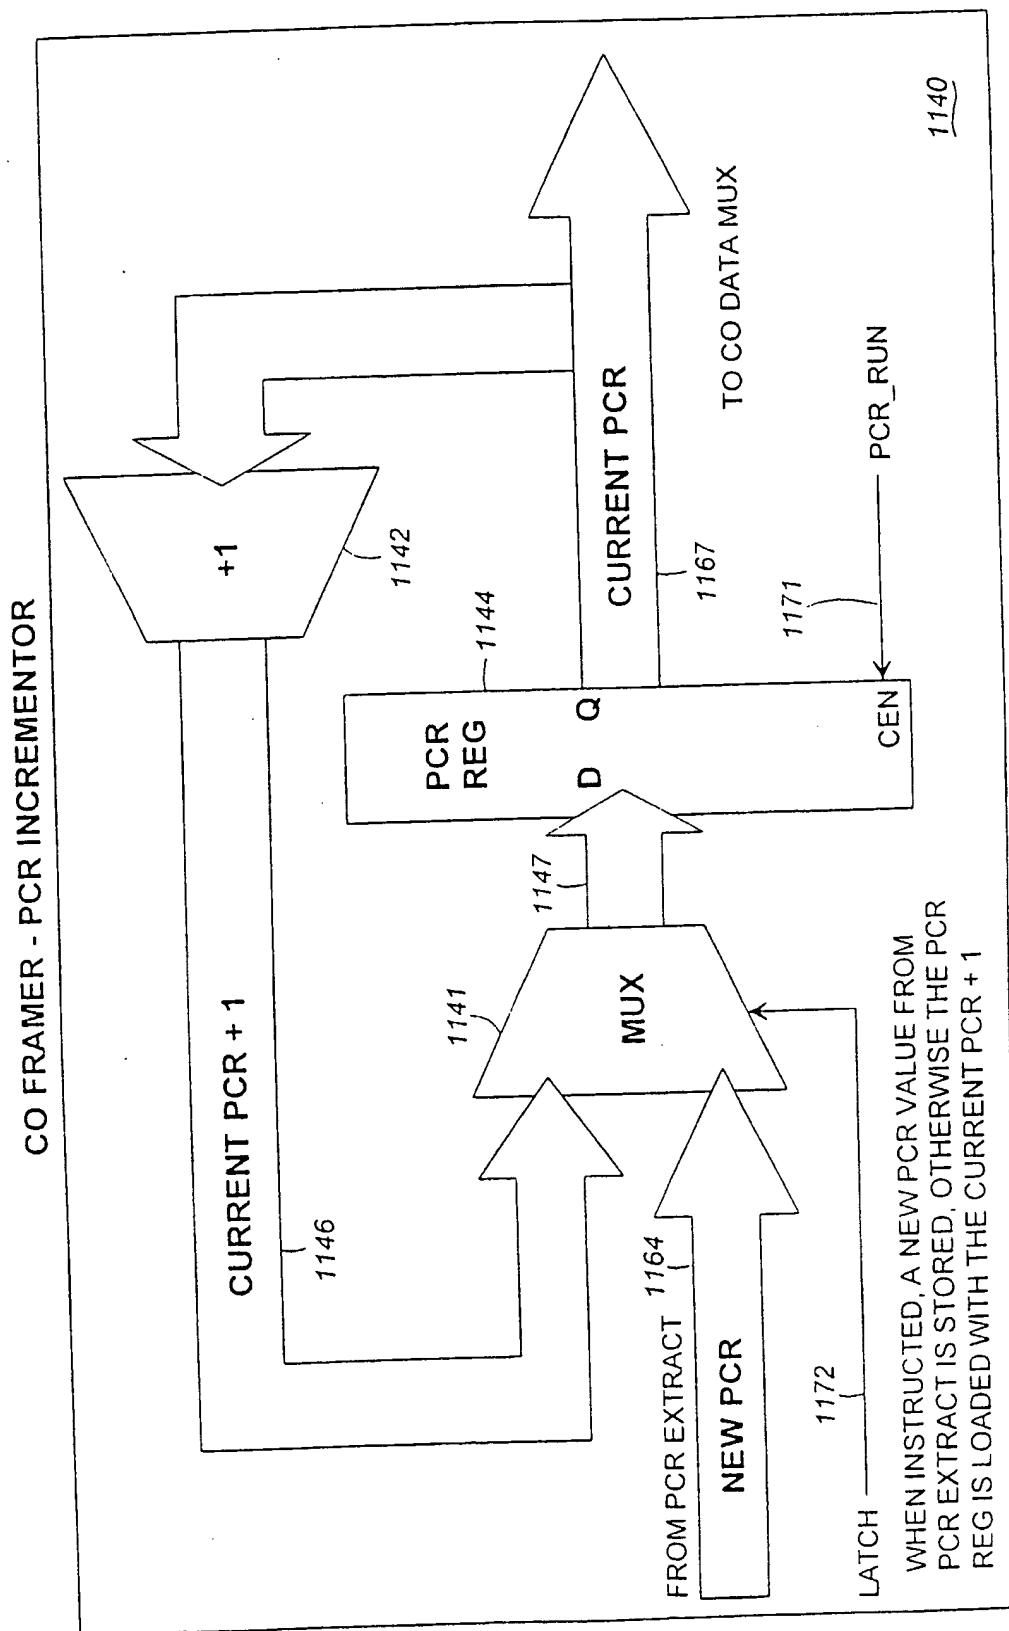 CO FRAMER - PCR INCREMENTOR
CURRENT PCR + 1
1146
+1
1142
PCR
REG
1144
D Q
CEN
1141
MUX
1147
CURRENT PCR
1167
TO CO DATA MUX
1171
PCR_RUN
FROM PCR EXTRACT
1164
NEW PCR
1172
LATCH
WHEN INSTRUCTED, A NEW PCR VALUE FROM
PCR EXTRACT IS STORED, OTHERWISE THE PCR
REG IS LOADED WITH THE CURRENT PCR + 1
1140